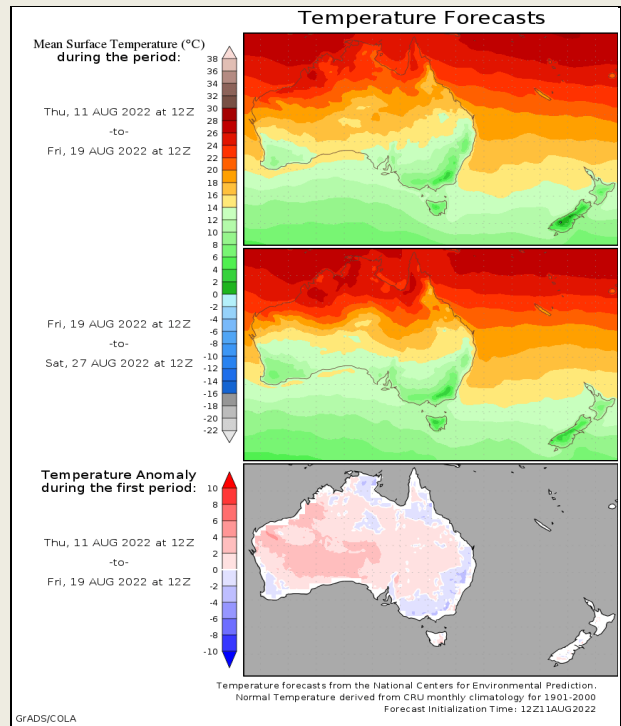 Temperature Forecasts
Mean Surface Temperature (°C)
during the period:
38
36
34
32
30
28
26
24
22
20
18
16
14
12
10
8
6
4
2
0
-2
-4
-6
-8
-10
-12
-14
-16
-18
-20
-22
Thu, 11 AUG 2022 at 12Z
-to-
Fri, 19 AUG 2022 at 12Z
Fri, 19 AUG 2022 at 12Z
-to-
Sat, 27 AUG 2022 at 12Z
Temperature Anomaly
during the first period:
10
8
6
4
2
0
-2
-4
-6
-8
-10
Thu, 11 AUG 2022 at 12Z
-to-
Fri, 19 AUG 2022 at 12Z
Temperature forecasts from the National Centers for Environmental Prediction.
Normal Temperature derived from CRU monthly climatology for 1901-2000
Forecast Initialization Time: 12Z11AUG2022
GrADS/COLA